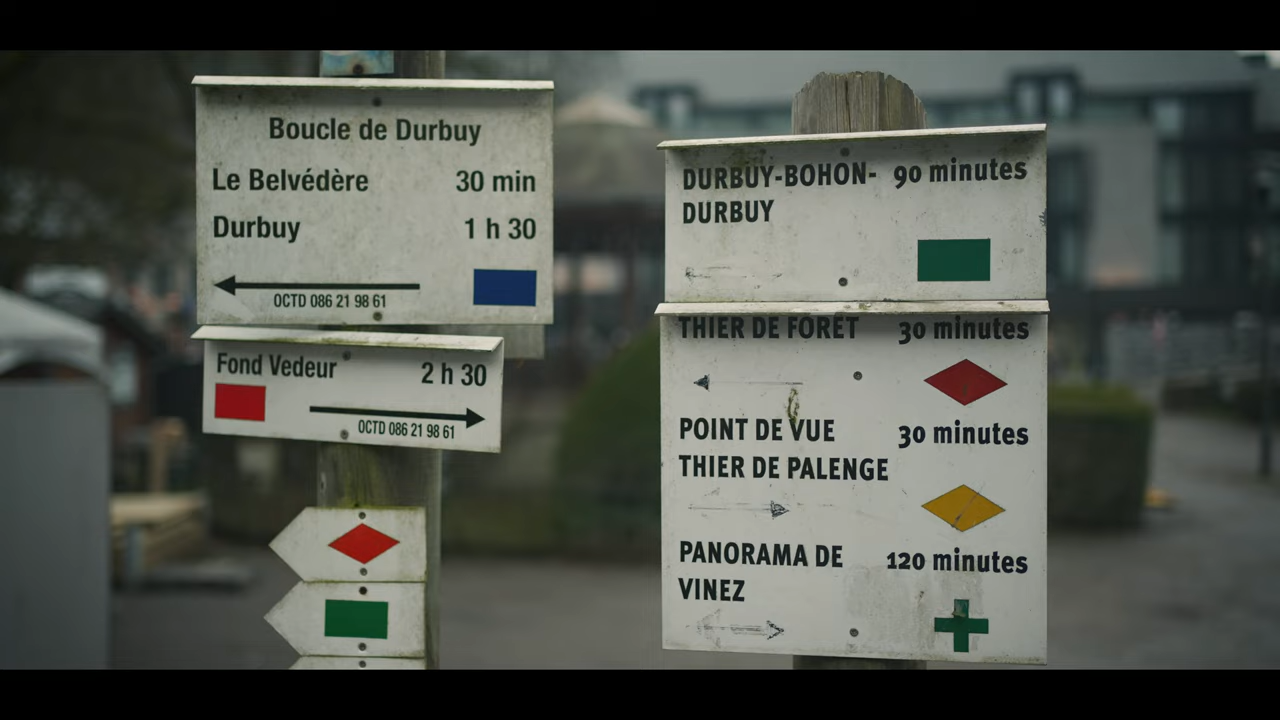 Boucle de Durbuy
Le Belvédère 30 min
Durbuy 1 h 30
OCTD 086 21 98 61
Fond Vedeur 2 h 30
OCTD 086 21 98 61
DURBUY-BOHON- 90 minutes
DURBUY
THIER DE FORÊT 30 minutes
POINT DE VUE 30 minutes
THIER DE PALENGE
PANORAMA DE 120 minutes
VINEZ